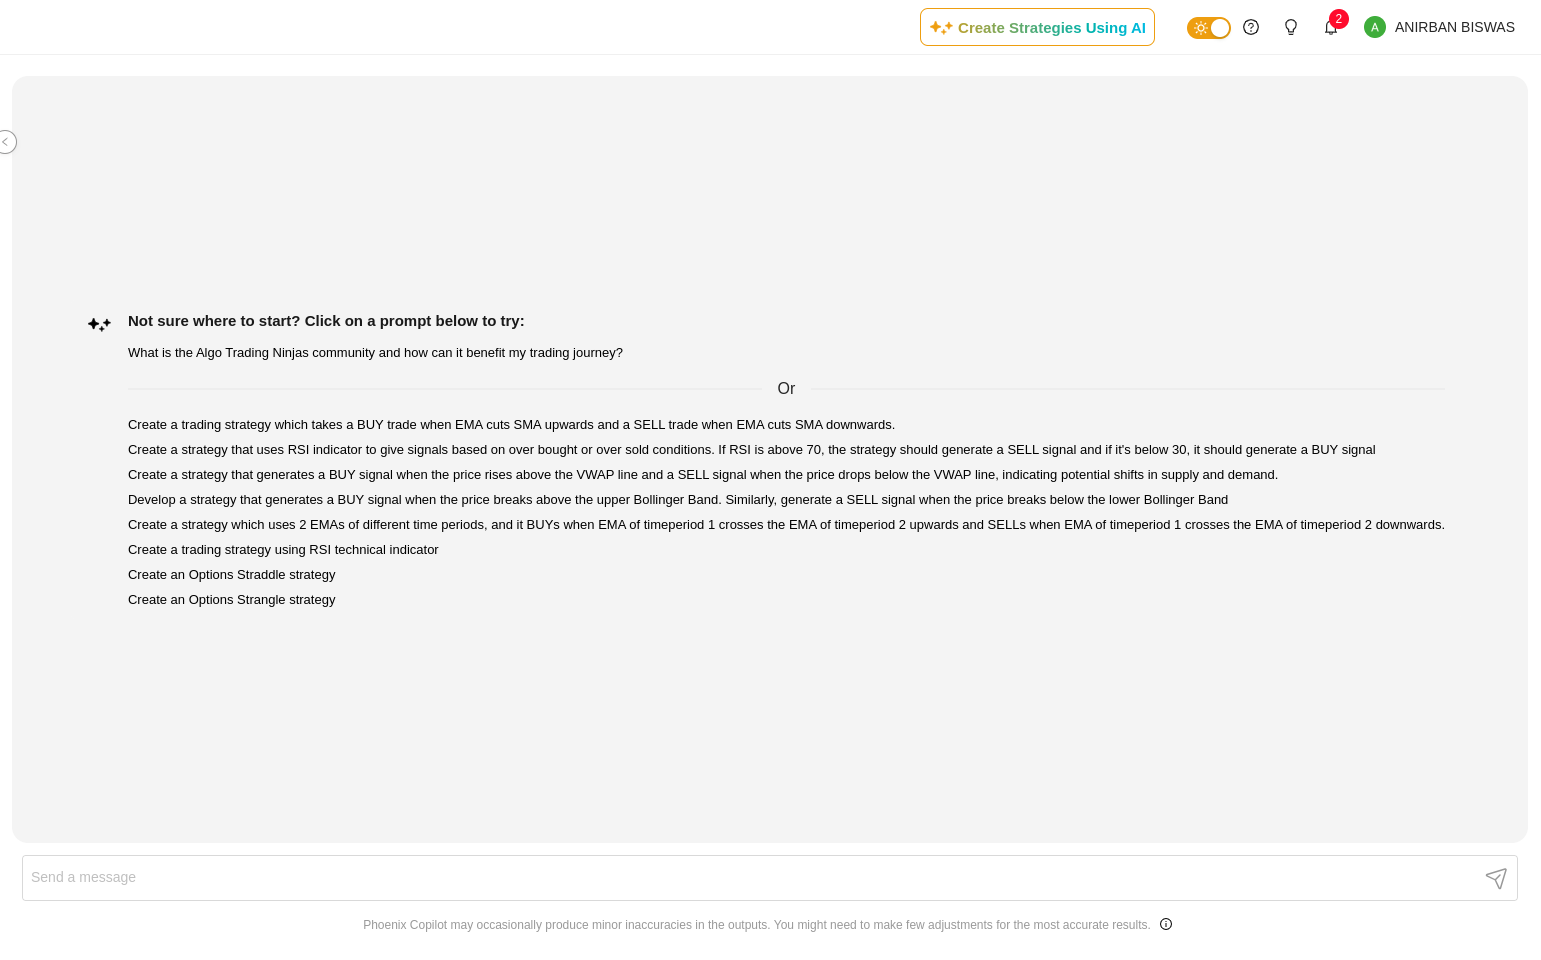 Create Strategies Using AI
2
A
ANIRBAN BISWAS
Not sure where to start? Click on a prompt below to try:
What is the Algo Trading Ninjas community and how can it benefit my trading journey?
Or
Create a trading strategy which takes a BUY trade when EMA cuts SMA upwards and a SELL trade when EMA cuts SMA downwards.
Create a strategy that uses RSI indicator to give signals based on over bought or over sold conditions. If RSI is above 70, the strategy should generate a SELL signal and if it's below 30, it should generate a BUY signal
Create a strategy that generates a BUY signal when the price rises above the VWAP line and a SELL signal when the price drops below the VWAP line, indicating potential shifts in supply and demand.
Develop a strategy that generates a BUY signal when the price breaks above the upper Bollinger Band. Similarly, generate a SELL signal when the price breaks below the lower Bollinger Band
Create a strategy which uses 2 EMAs of different time periods, and it BUYs when EMA of timeperiod 1 crosses the EMA of timeperiod 2 upwards and SELLs when EMA of timeperiod 1 crosses the EMA of timeperiod 2 downwards.
Create a trading strategy using RSI technical indicator
Create an Options Straddle strategy
Create an Options Strangle strategy
Send a message
Phoenix Copilot may occasionally produce minor inaccuracies in the outputs. You might need to make few adjustments for the most accurate results.